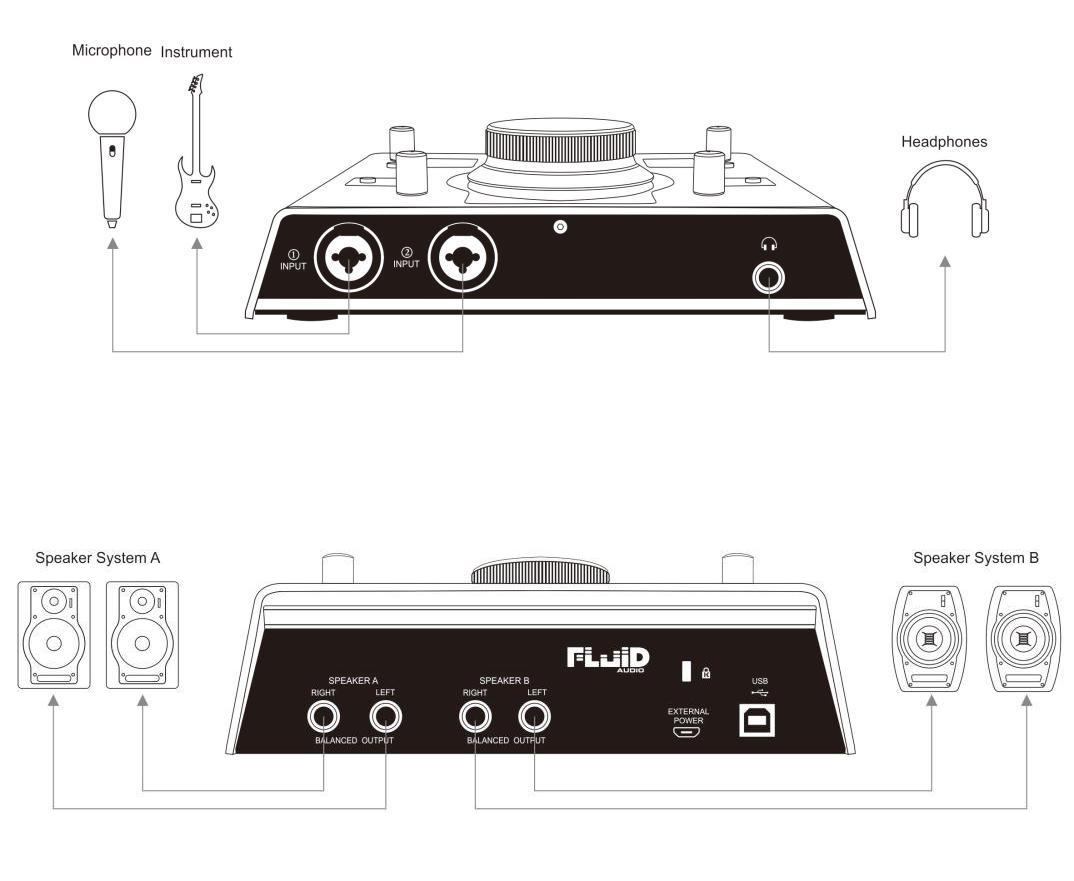 Microphone Instrument
Headphones
① INPUT
② INPUT
Speaker System A
Speaker System B
FLUID
AUDIO
SPEAKER A
RIGHT LEFT
BALANCED OUTPUT
SPEAKER B
RIGHT LEFT
BALANCED OUTPUT
EXTERNAL
POWER
USB
K